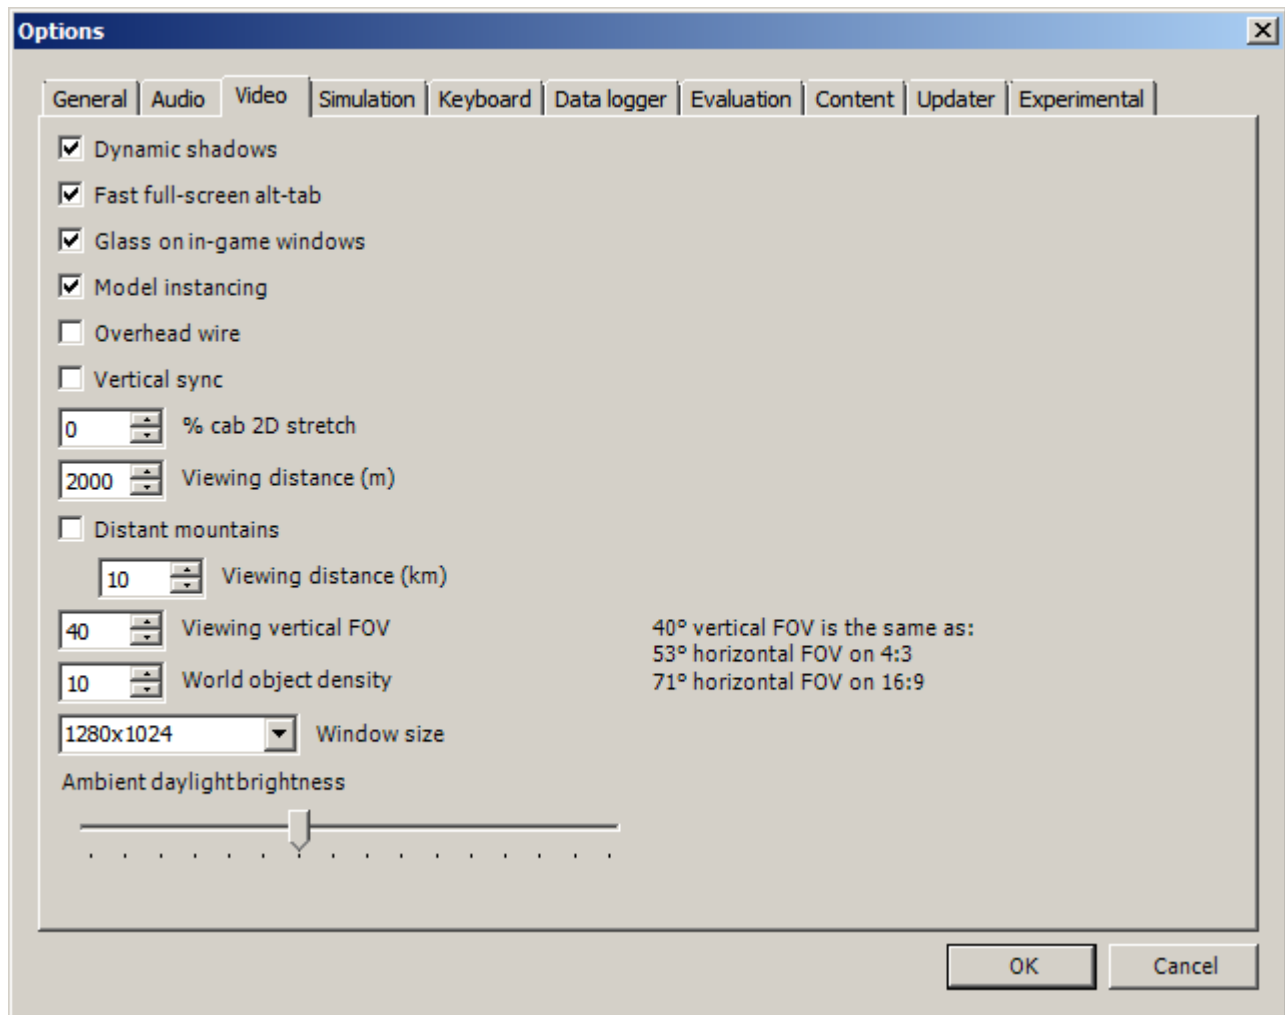 Options
General Audio Video Simulation Keyboard Data logger Evaluation Content Updater Experimental
Dynamic shadows
Fast full-screen alt-tab
Glass on in-game windows
Model instancing
Overhead wire
Vertical sync
0 % cab 2D stretch
2000 Viewing distance (m)
Distant mountains
10 Viewing distance (km)
40 Viewing vertical FOV
40° vertical FOV is the same as:
53° horizontal FOV on 4:3
71° horizontal FOV on 16:9
10 World object density
1280x1024 Window size
Ambient daylight brightness
OK Cancel